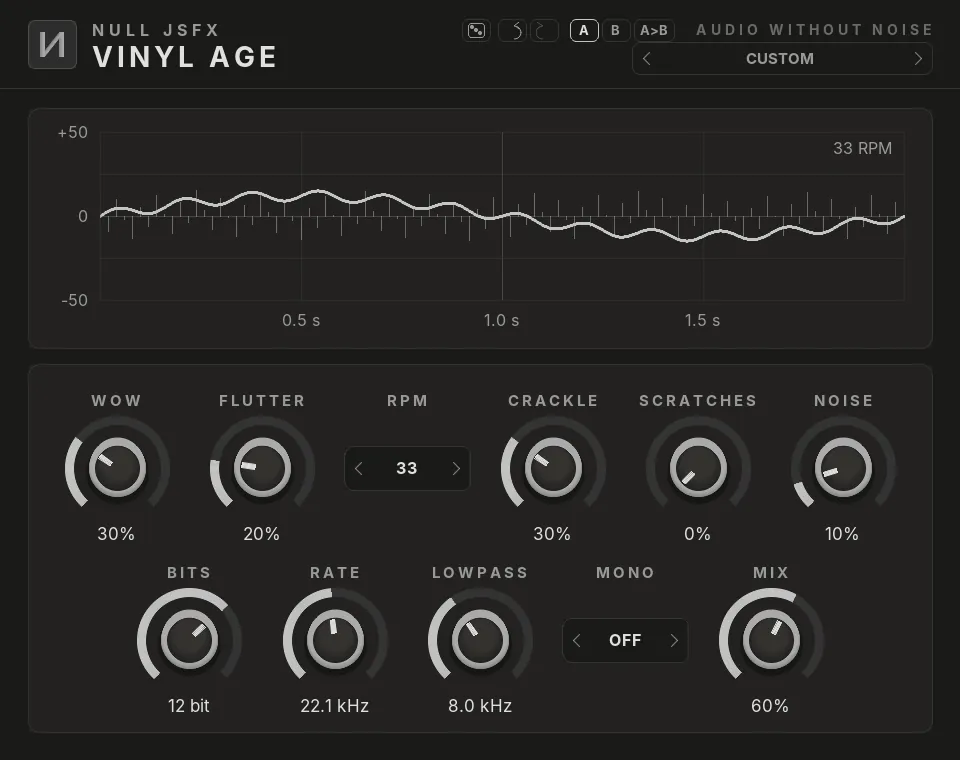 NULL JSFX
VINYL AGE
A B A>B
AUDIO WITHOUT NOISE
CUSTOM
+50
33 RPM
0
-50
0.5 s 1.0 s 1.5 s
WOW FLUTTER RPM CRACKLE SCRATCHES NOISE
33
30% 20% 30% 0% 10%
BITS RATE LOWPASS MONO MIX
OFF
12 bit 22.1 kHz 8.0 kHz 60%